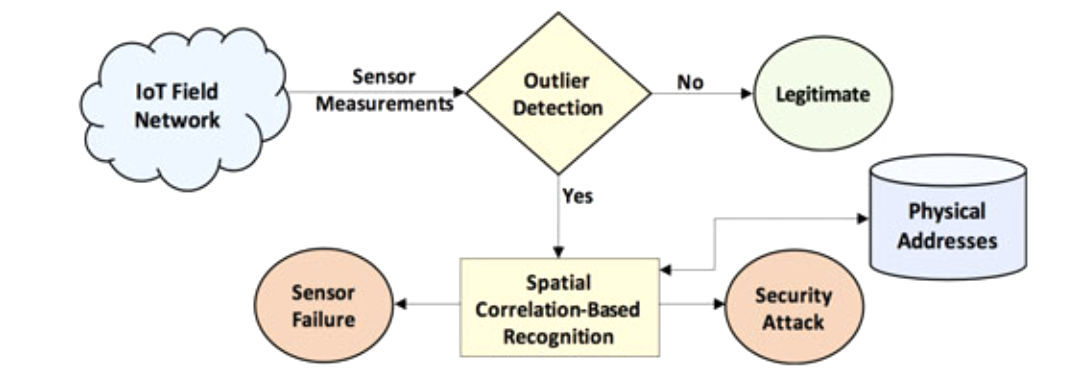 IoT Field
Network
Sensor
Measurements
Outlier
Detection
No
Legitimate
Yes
Physical
Addresses
Sensor
Failure
Spatial
Correlation-Based
Recognition
Security
Attack